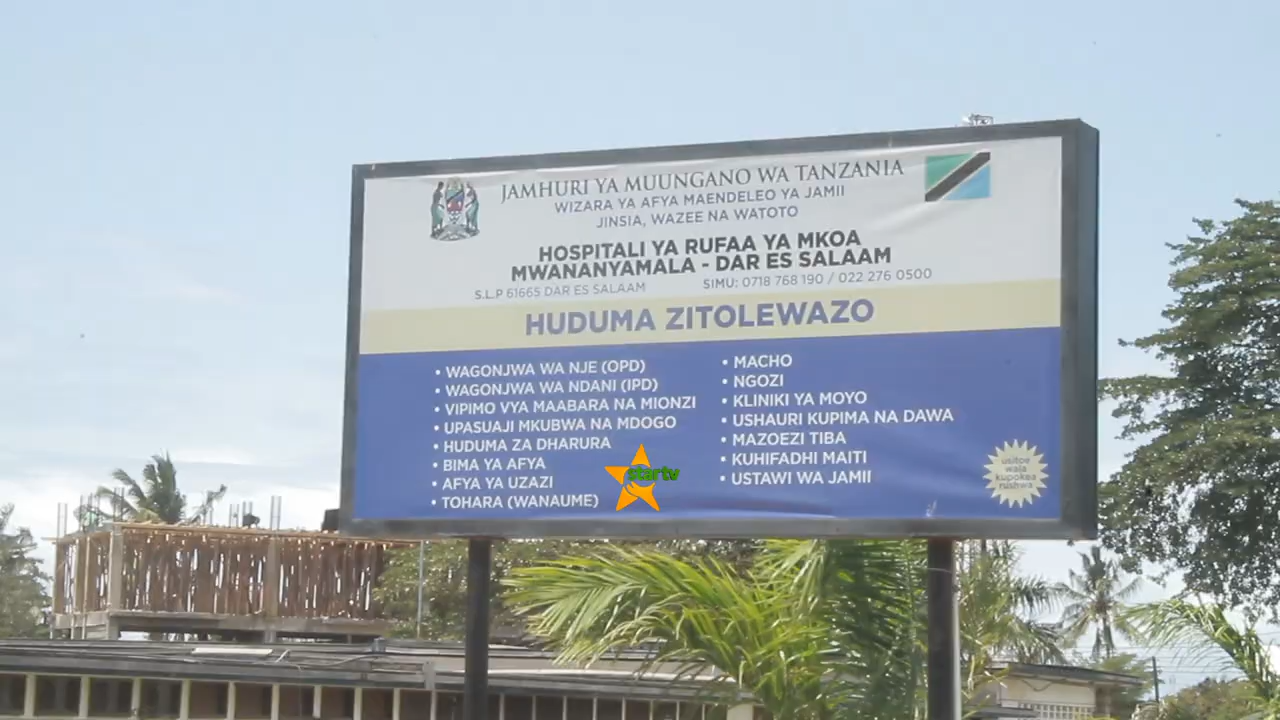 JAMHURI YA MUUNGANO WA TANZANIA
WIZARA YA AFYA MAENDELEO YA JAMII
JINSIA, WAZEE NA WATOTO
HOSPITALI YA RUFAA YA MKOA
MWANANYAMALA - DAR ES SALAAM
S.L.P 61665 DAR ES SALAAM
SIMU: 0718 768 190 / 022 276 0500
HUDUMA ZITOLEWAZO
• WAGONJWA WA NJE (OPD)
• WAGONJWA WA NDANI (IPD)
• VIPIMO VYA MAABARA NA MIONZI
• UPASUAJI MKUBWA NA MDOGO
• HUDUMA ZA DHARURA
• BIMA YA AFYA
• AFYA YA UZAZI
• TOHARA (WANAUME)
• MACHO
• NGOZI
• KLINIKI YA MOYO
• USHAURI KUPIMA NA DAWA
• MAZOEZI TIBA
• KUHIFADHI MAITI
• USTAWI WA JAMII
usitoe
wala
kupokea
rushwa
startv